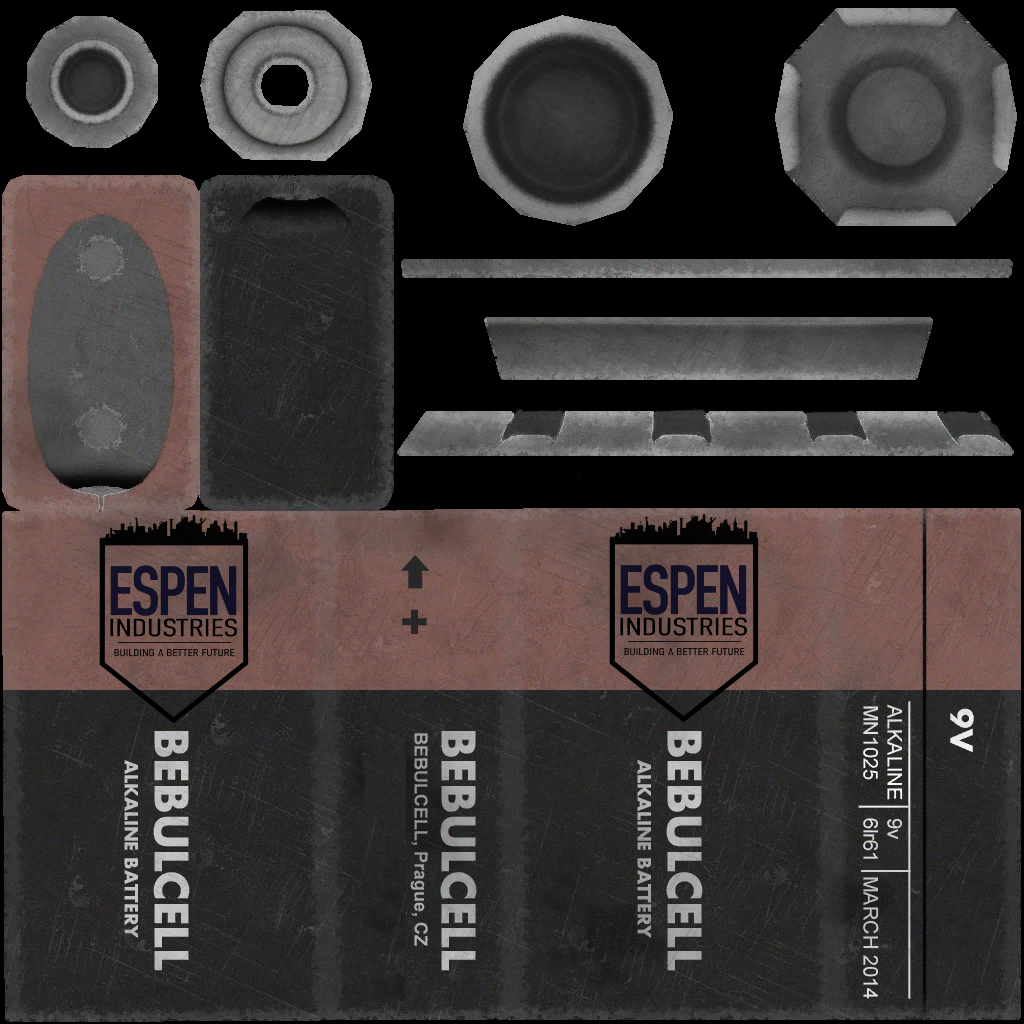 ESPEN
INDUSTRIES
BUILDING A BETTER FUTURE
BEBULCELL
ALKALINE BATTERY
+
BEBULCELL
BEBULCELL, Prague, CZ
ESPEN
INDUSTRIES
BUILDING A BETTER FUTURE
BEBULCELL
ALKALINE BATTERY
ALKALINE
MN1025
9v
6lr61
MARCH 2014
9V